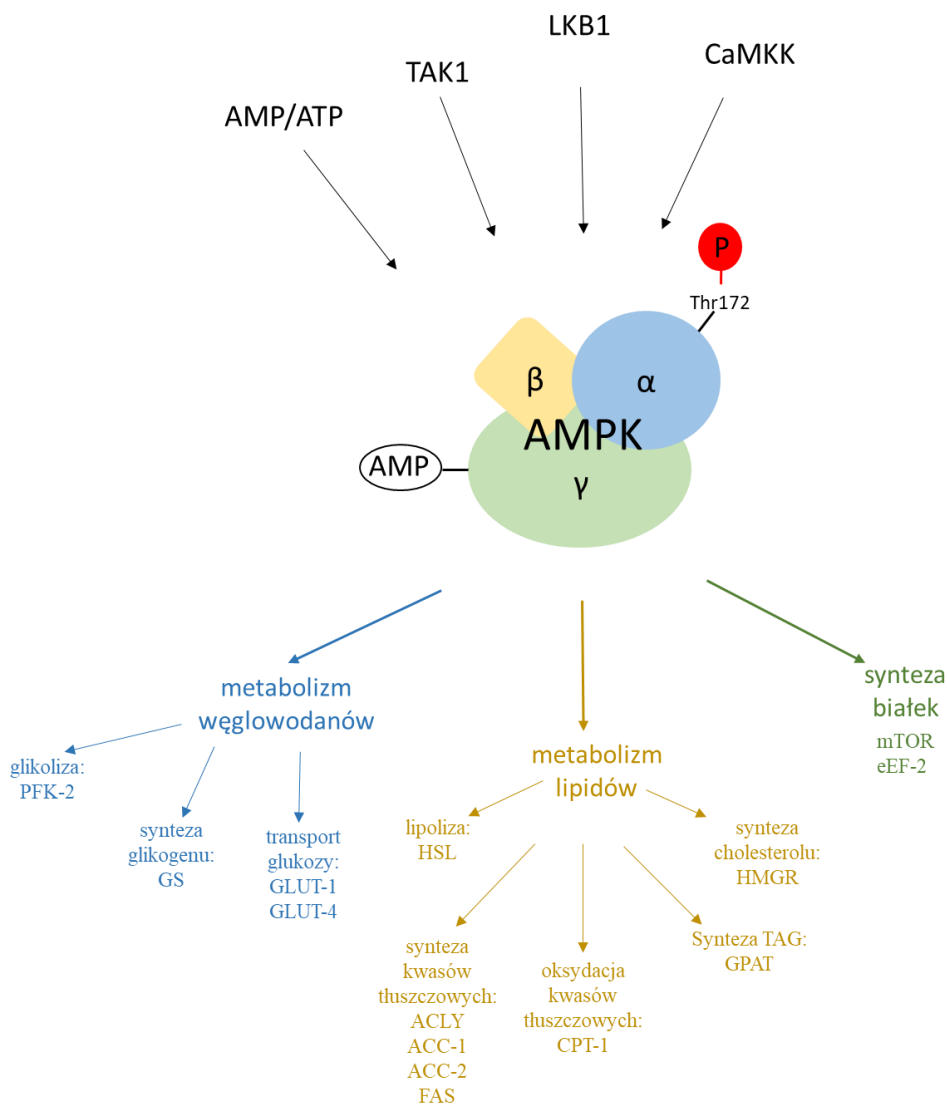 LKB1
CaMKK
TAK1
AMP/ATP
P
Thr172
β
α
AMPK
AMP
γ
metabolizm
węglowodanów
glikoliza:
PFK-2
synteza
glikogenu:
GS
transport
glukozy:
GLUT-1
GLUT-4
metabolizm
lipidów
lipoliza:
HSL
synteza
kwasów
tłuszczowych:
ACLY
ACC-1
ACC-2
FAS
oksydacja
kwasów
tłuszczowych:
CPT-1
Synteza TAG:
GPAT
synteza
cholesterolu:
HMGR
synteza
białek
mTOR
eEF-2